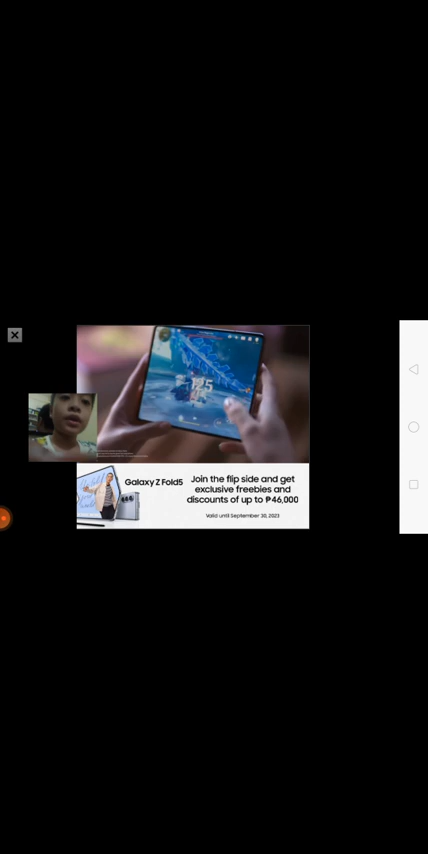 125
Galaxy Z Fold5
Join the flip side and get
exclusive freebies and
discounts of up to ₱46,000
Valid until September 30, 2023